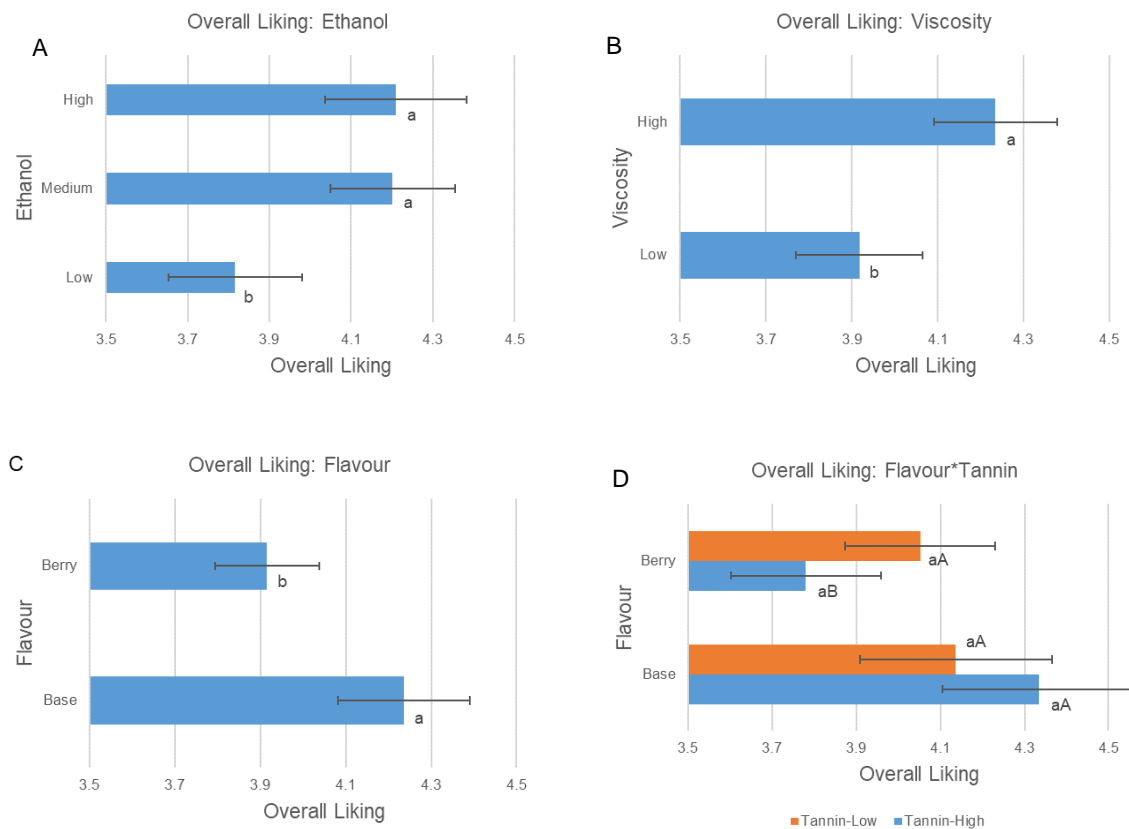 Overall Liking: Ethanol
A
High
a
Medium
a
Low
b
Ethanol
3.5 3.7 3.9 4.1 4.3 4.5
Overall Liking
Overall Liking: Viscosity
B
High
a
Low
b
Viscosity
3.5 3.7 3.9 4.1 4.3 4.5
Overall Liking
C
Overall Liking: Flavour
Berry
b
Base
a
Flavour
3.5 3.7 3.9 4.1 4.3 4.5
Overall Liking
Overall Liking: Flavour*Tannin
D
Berry
aA
aB
Base
aA
aA
Flavour
3.5 3.7 3.9 4.1 4.3 4.5
Overall Liking
Tannin-Low Tannin-High